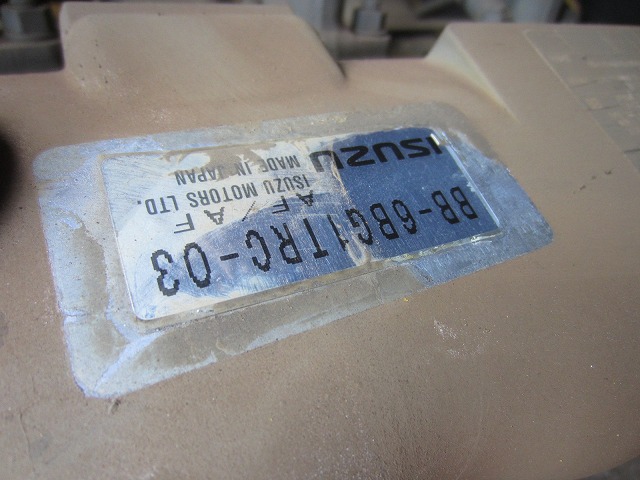 ISUZU
ISUZU MOTORS LTD.
MADE IN JAPAN
AF AF
BB-6BG1TRC-03